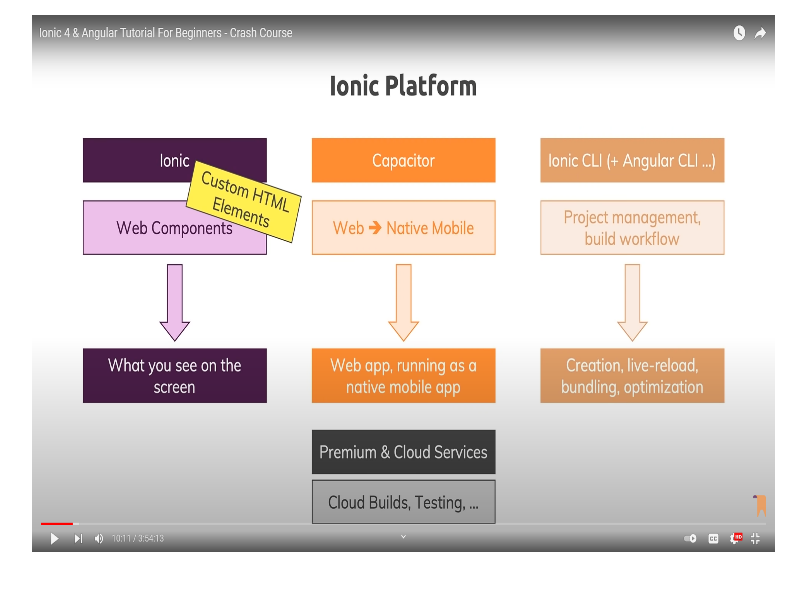 Ionic 4 & Angular Tutorial For Beginners - Crash Course
Ionic Platform
Ionic
Custom HTML
Elements
Web Components
What you see on the
screen
Capacitor
Web ➔ Native Mobile
Web app, running as a
native mobile app
Ionic CLI (+ Angular CLI ...)
Project management,
build workflow
Creation, live-reload,
bundling, optimization
Premium & Cloud Services
Cloud Builds, Testing, ...
10:11 / 3:54:13
CC
HD